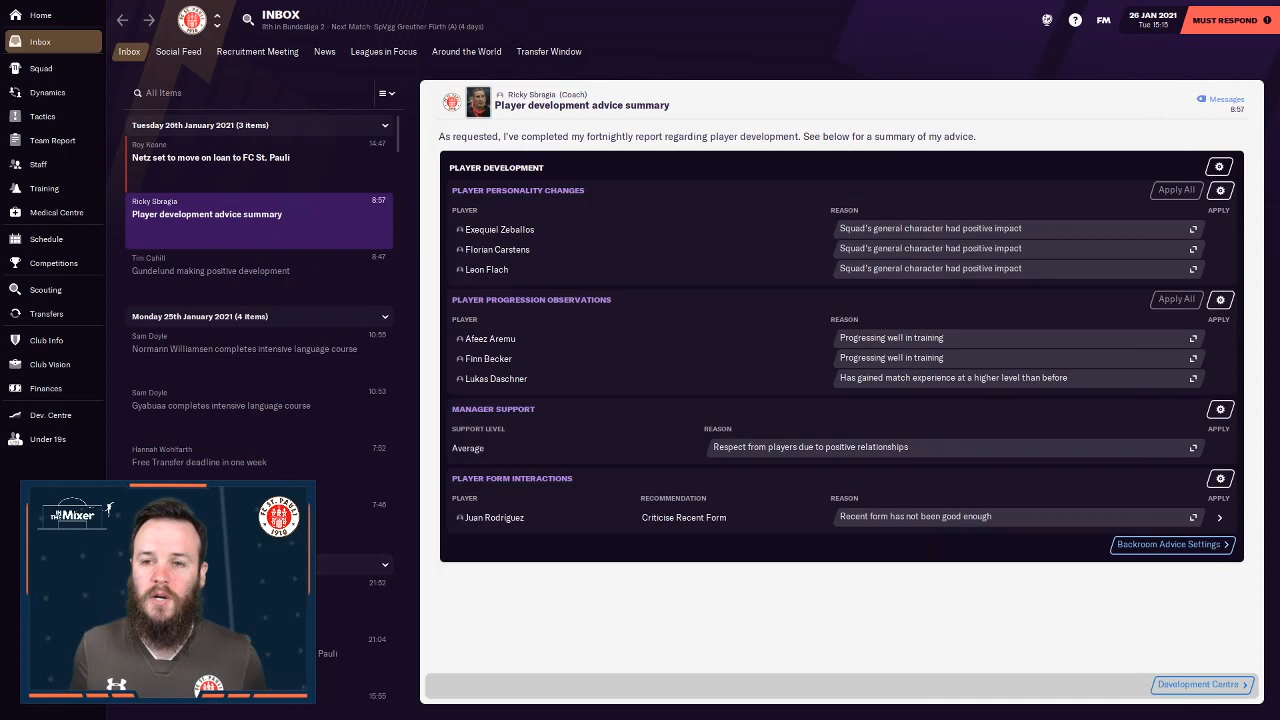 Home
Inbox
Squad
Dynamics
Tactics
Team Report
Staff
Training
Medical Centre
Schedule
Competitions
Scouting
Transfers
Club Info
Club Vision
Finances
Dev. Centre
Under 19s
INBOX
8th in Bundesliga 2 - Next Match: SpVgg Greuther Fürth (A) (4 days)
FM
26 JAN 2021
Tue 15:15
MUST RESPOND
Inbox
Social Feed
Recruitment Meeting
News
Leagues in Focus
Around the World
Transfer Window
All Items
Tuesday 26th January 2021 (3 items)
Roy Keane 14:47
Netz set to move on loan to FC St. Pauli
Ricky Sbragia 8:57
Player development advice summary
Tim Cahill 8:47
Gundelund making positive development
Monday 25th January 2021 (4 items)
Sam Doyle 10:55
Normann Williamsen completes intensive language course
Sam Doyle 10:53
Gyabuaa completes intensive language course
Hannah Wohlfarth 7:52
Free Transfer deadline in one week
7:46
21:52
21:04
Pauli
15:55
THE Mixer
FC ST. PAULI
1910
Ricky Sbragia (Coach)
Player development advice summary
Messages
8:57
As requested, I've completed my fortnightly report regarding player development. See below for a summary of my advice.
PLAYER DEVELOPMENT
PLAYER PERSONALITY CHANGES
Apply All
PLAYER REASON APPLY
Exequiel Zeballos Squad's general character had positive impact
Florian Carstens Squad's general character had positive impact
Leon Flach Squad's general character had positive impact
PLAYER PROGRESSION OBSERVATIONS
Apply All
PLAYER REASON APPLY
Afeez Aremu Progressing well in training
Finn Becker Progressing well in training
Lukas Daschner Has gained match experience at a higher level than before
MANAGER SUPPORT
SUPPORT LEVEL REASON APPLY
Average Respect from players due to positive relationships
PLAYER FORM INTERACTIONS
PLAYER RECOMMENDATION REASON APPLY
Juan Rodriguez Criticise Recent Form Recent form has not been good enough
Backroom Advice Settings
Development Centre